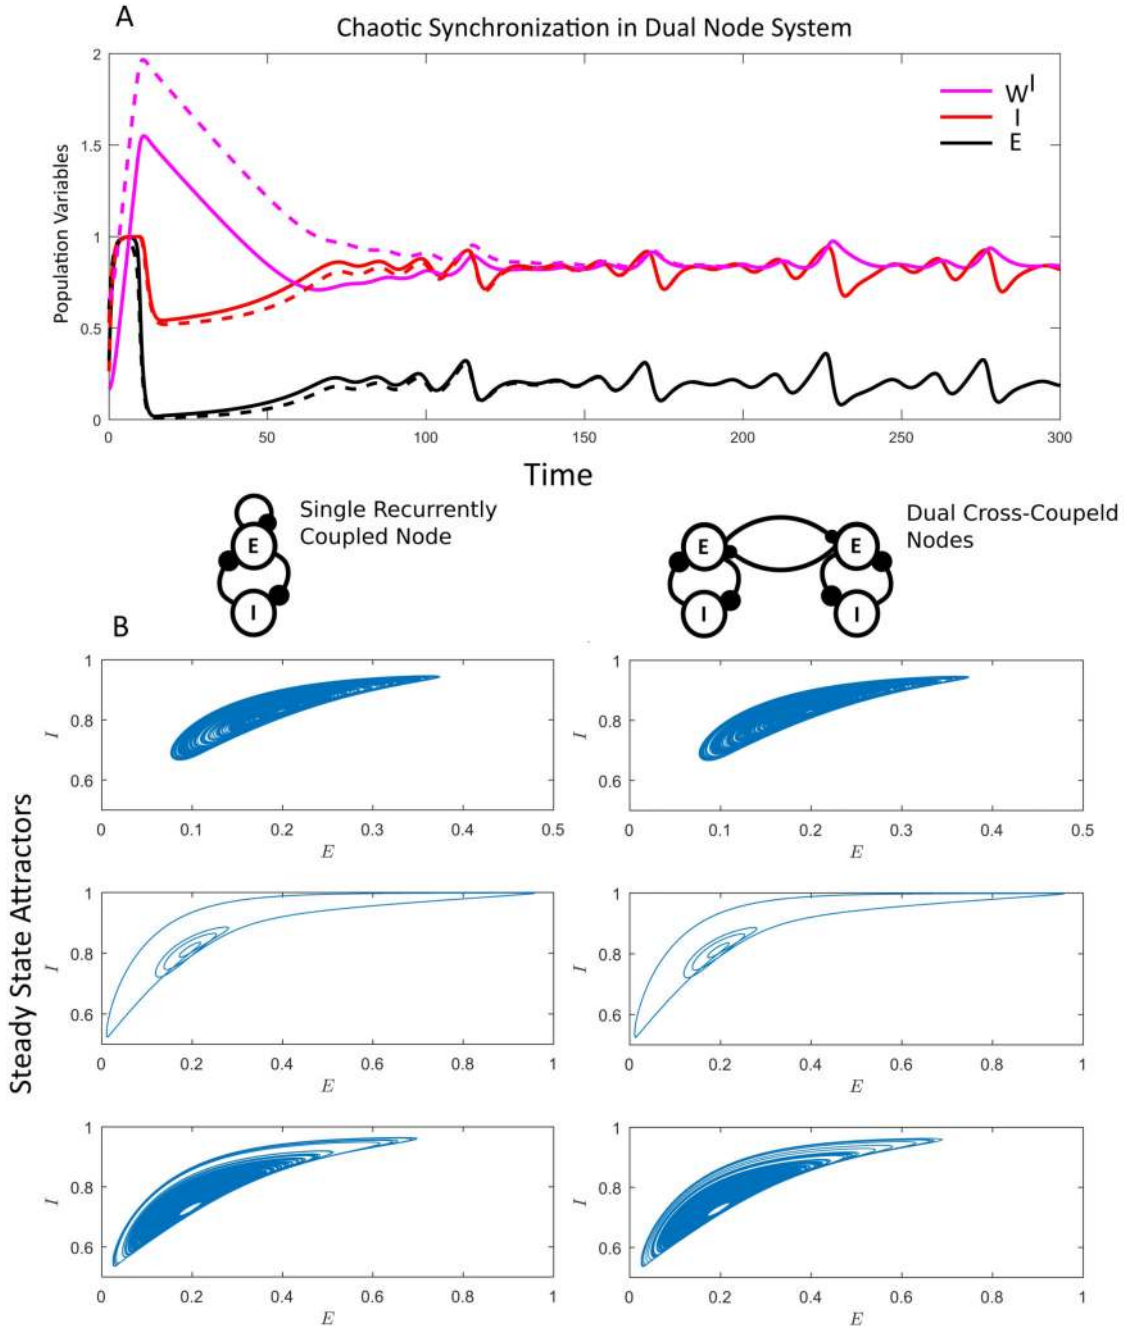 A
Chaotic Synchronization in Dual Node System
Population Variables
2
1.5
1
0.5
0
W^I
I
E
0 50 100 150 200 250 300
Time
Single Recurrently
Coupled Node
E
I
Dual Cross-Coupeld
Nodes
E E
I I
B
Steady State Attractors
I
1
0.8
0.6
0 0.1 0.2 0.3 0.4 0.5
E
I
1
0.8
0.6
0 0.1 0.2 0.3 0.4 0.5
E
I
1
0.8
0.6
0 0.2 0.4 0.6 0.8 1
E
I
1
0.8
0.6
0 0.2 0.4 0.6 0.8 1
E
I
1
0.8
0.6
0 0.2 0.4 0.6 0.8 1
E
I
1
0.8
0.6
0 0.2 0.4 0.6 0.8 1
E